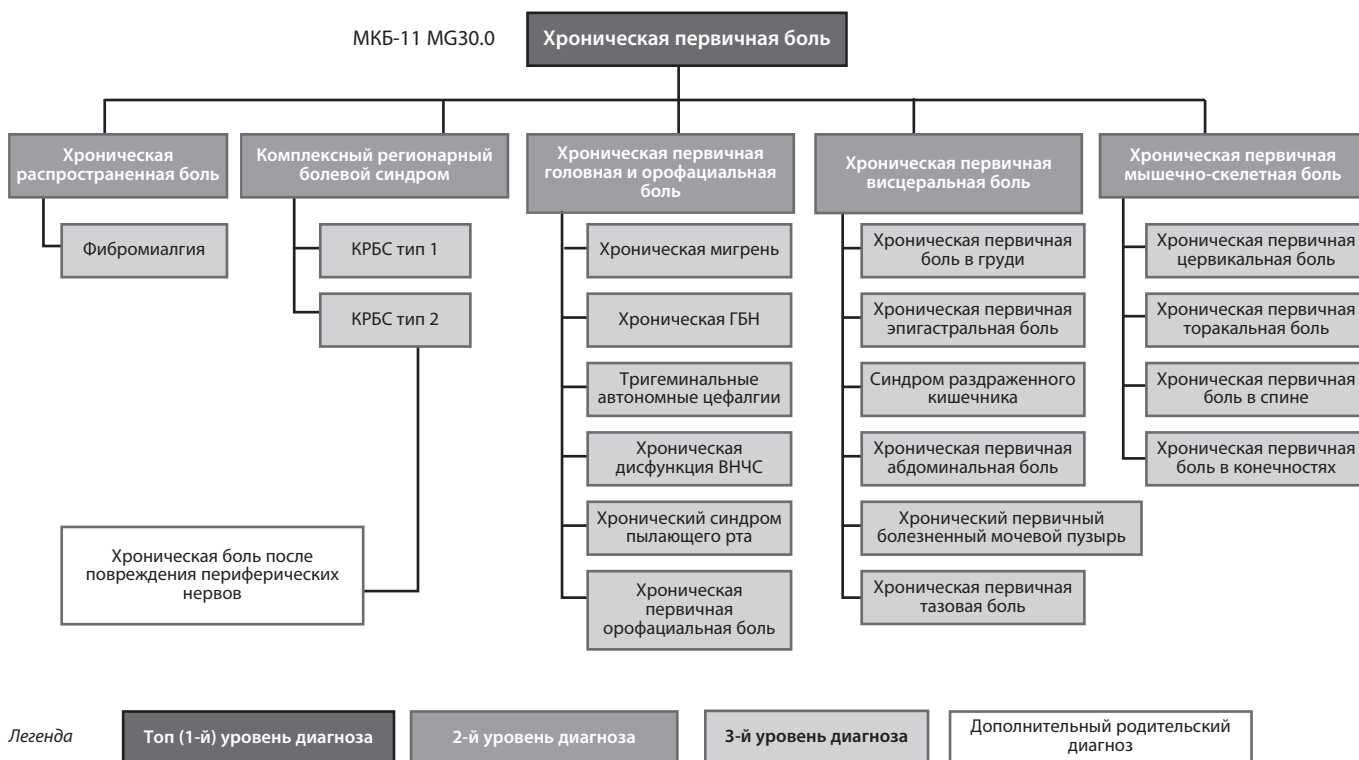 МКБ-11 MG30.0
Хроническая первичная боль
Хроническая
распространенная боль
Комплексный регионарный
болевой синдром
Хроническая первичная
головная и орофациальная
боль
Хроническая первичная
висцеральная боль
Хроническая первичная
мышечно-скелетная боль
Фибромиалгия
КРБС тип 1
КРБС тип 2
Хроническая боль после
повреждения периферических
нервов
Хроническая мигрень
Хроническая ГБН
Тригеминальные
автономные цефалгии
Хроническая
дисфункция ВНЧС
Хронический синдром
пылающего рта
Хроническая
первичная
орофациальная боль
Хроническая первичная
боль в груди
Хроническая первичная
эпигастральная боль
Синдром раздраженного
кишечника
Хроническая первичная
абдоминальная боль
Хронический первичный
болезненный мочевой пузырь
Хроническая первичная
тазовая боль
Хроническая первичная
цервикальная боль
Хроническая первичная
торакальная боль
Хроническая первичная
боль в спине
Хроническая первичная
боль в конечностях
Легенда
Топ (1-й) уровень диагноза
2-й уровень диагноза
3-й уровень диагноза
Дополнительный родительский
диагноз